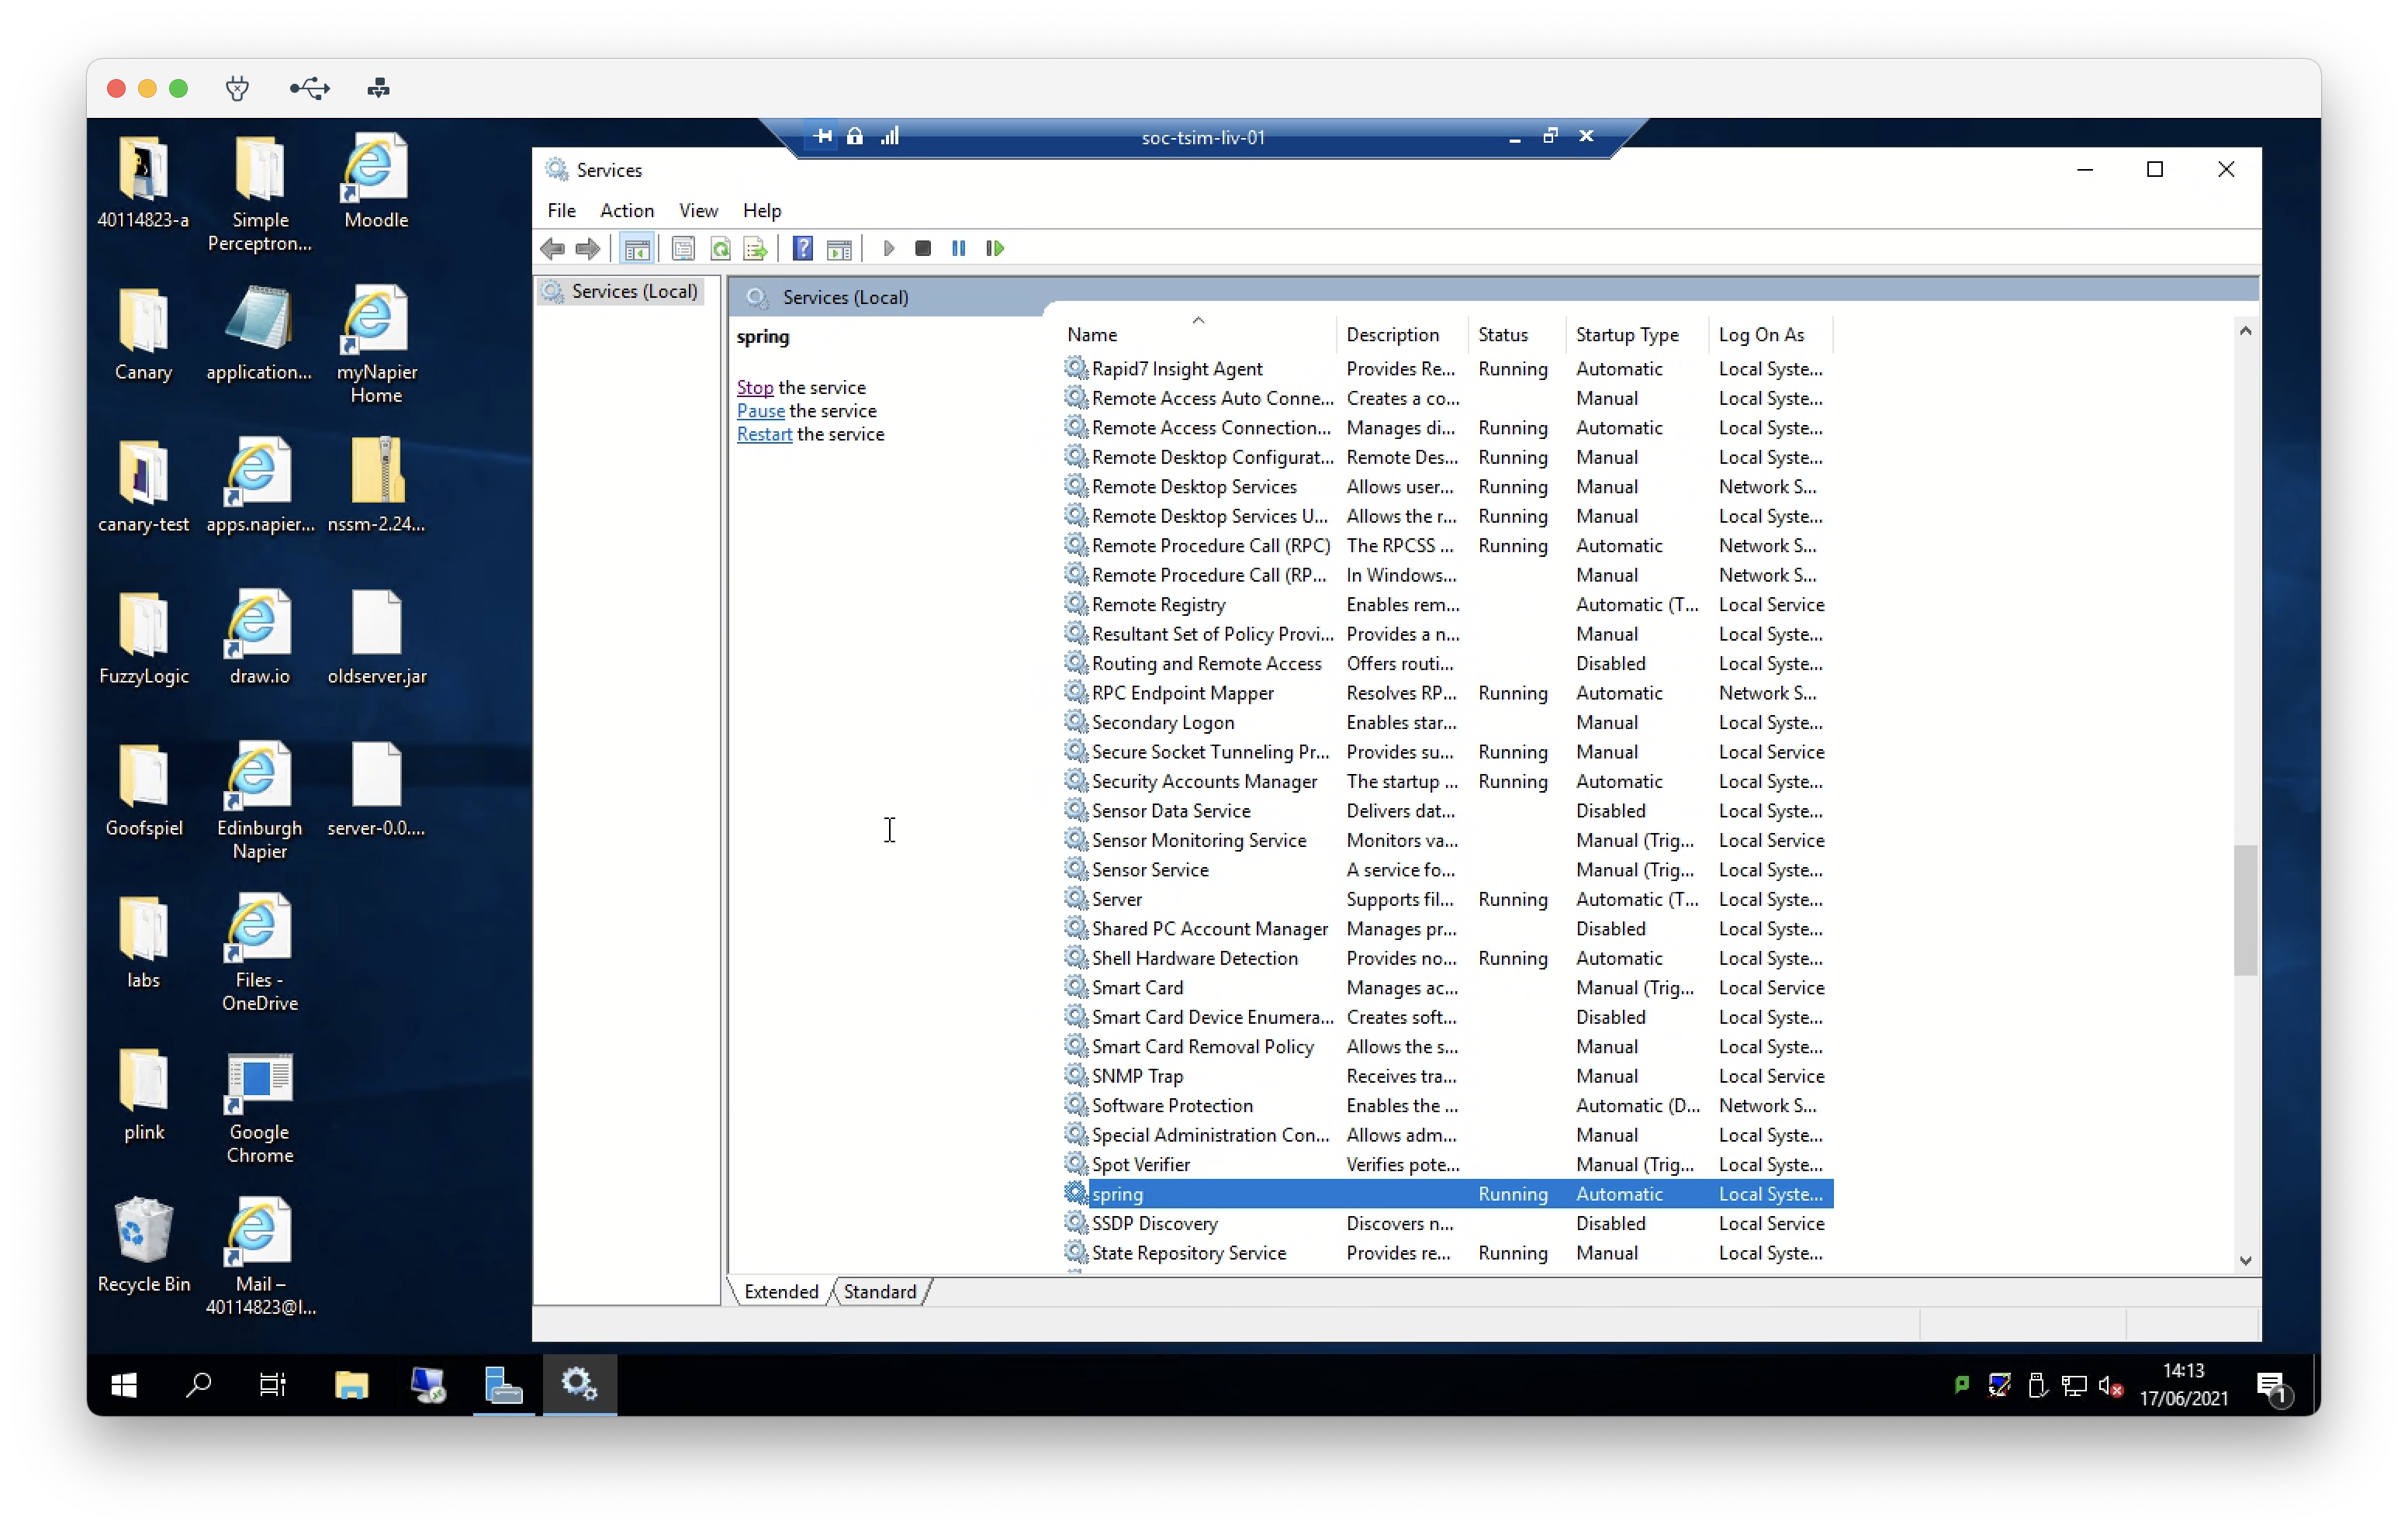 soc-tsim-liv-01
40114823-a
Simple
Perceptron...
Moodle
Canary
application...
myNapier
Home
canary-test
apps.napier...
nssm-2.24...
FuzzyLogic
draw.io
oldserver.jar
Goofspiel
Edinburgh
Napier
server-0.0....
labs
Files -
OneDrive
plink
Google
Chrome
Recycle Bin
Mail –
40114823@l...
Services
File Action View Help
Services (Local)
Services (Local)
spring
Stop the service
Pause the service
Restart the service
Name Description Status Startup Type Log On As
Rapid7 Insight Agent Provides Re... Running Automatic Local Syste...
Remote Access Auto Conne... Creates a co... Manual Local Syste...
Remote Access Connection... Manages di... Running Automatic Local Syste...
Remote Desktop Configurat... Remote Des... Running Manual Local Syste...
Remote Desktop Services Allows user... Running Manual Network S...
Remote Desktop Services U... Allows the r... Running Manual Local Syste...
Remote Procedure Call (RPC) The RPCSS ... Running Automatic Network S...
Remote Procedure Call (RP... In Windows... Manual Network S...
Remote Registry Enables rem... Automatic (T... Local Service
Resultant Set of Policy Provi... Provides a n... Manual Local Syste...
Routing and Remote Access Offers routi... Disabled Local Syste...
RPC Endpoint Mapper Resolves RP... Running Automatic Network S...
Secondary Logon Enables star... Manual Local Syste...
Secure Socket Tunneling Pr... Provides su... Running Manual Local Service
Security Accounts Manager The startup ... Running Automatic Local Syste...
Sensor Data Service Delivers dat... Disabled Local Syste...
Sensor Monitoring Service Monitors va... Manual (Trig... Local Service
Sensor Service A service fo... Manual (Trig... Local Syste...
Server Supports fil... Running Automatic (T... Local Syste...
Shared PC Account Manager Manages pr... Disabled Local Syste...
Shell Hardware Detection Provides no... Running Automatic Local Syste...
Smart Card Manages ac... Manual (Trig... Local Service
Smart Card Device Enumera... Creates soft... Disabled Local Syste...
Smart Card Removal Policy Allows the s... Manual Local Syste...
SNMP Trap Receives tra... Manual Local Service
Software Protection Enables the ... Automatic (D... Network S...
Special Administration Con... Allows adm... Manual Local Syste...
Spot Verifier Verifies pote... Manual (Trig... Local Syste...
spring Running Automatic Local Syste...
SSDP Discovery Discovers n... Disabled Local Service
State Repository Service Provides re... Running Manual Local Syste...
Extended Standard
14:13
17/06/2021
1